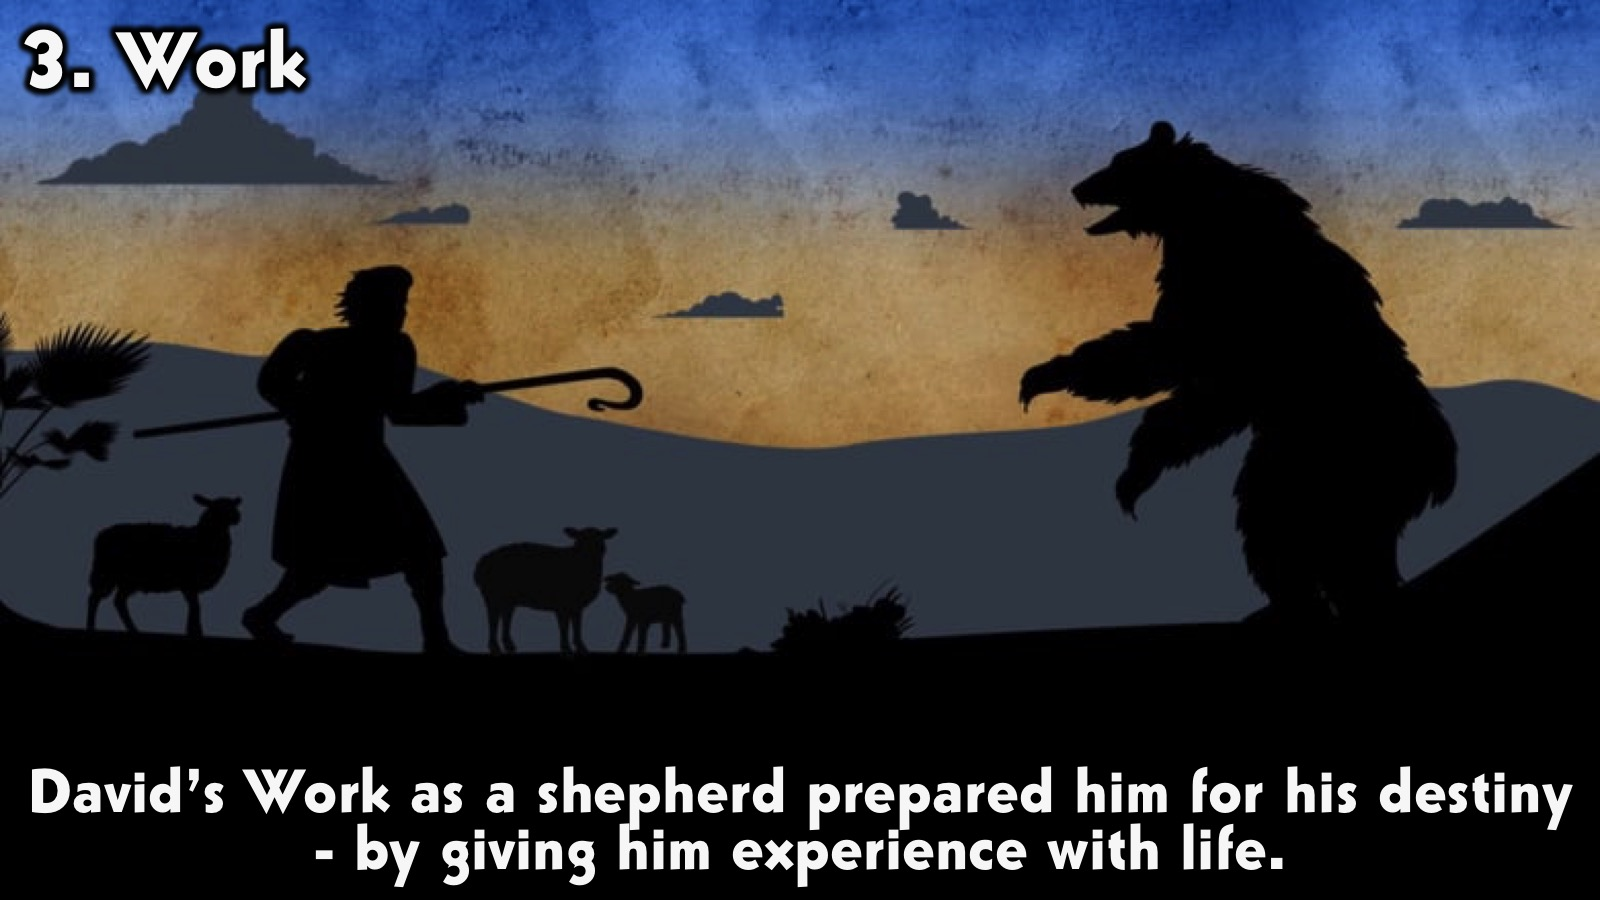 3. Work
David’s Work as a shepherd prepared him for his destiny
- by giving him experience with life.